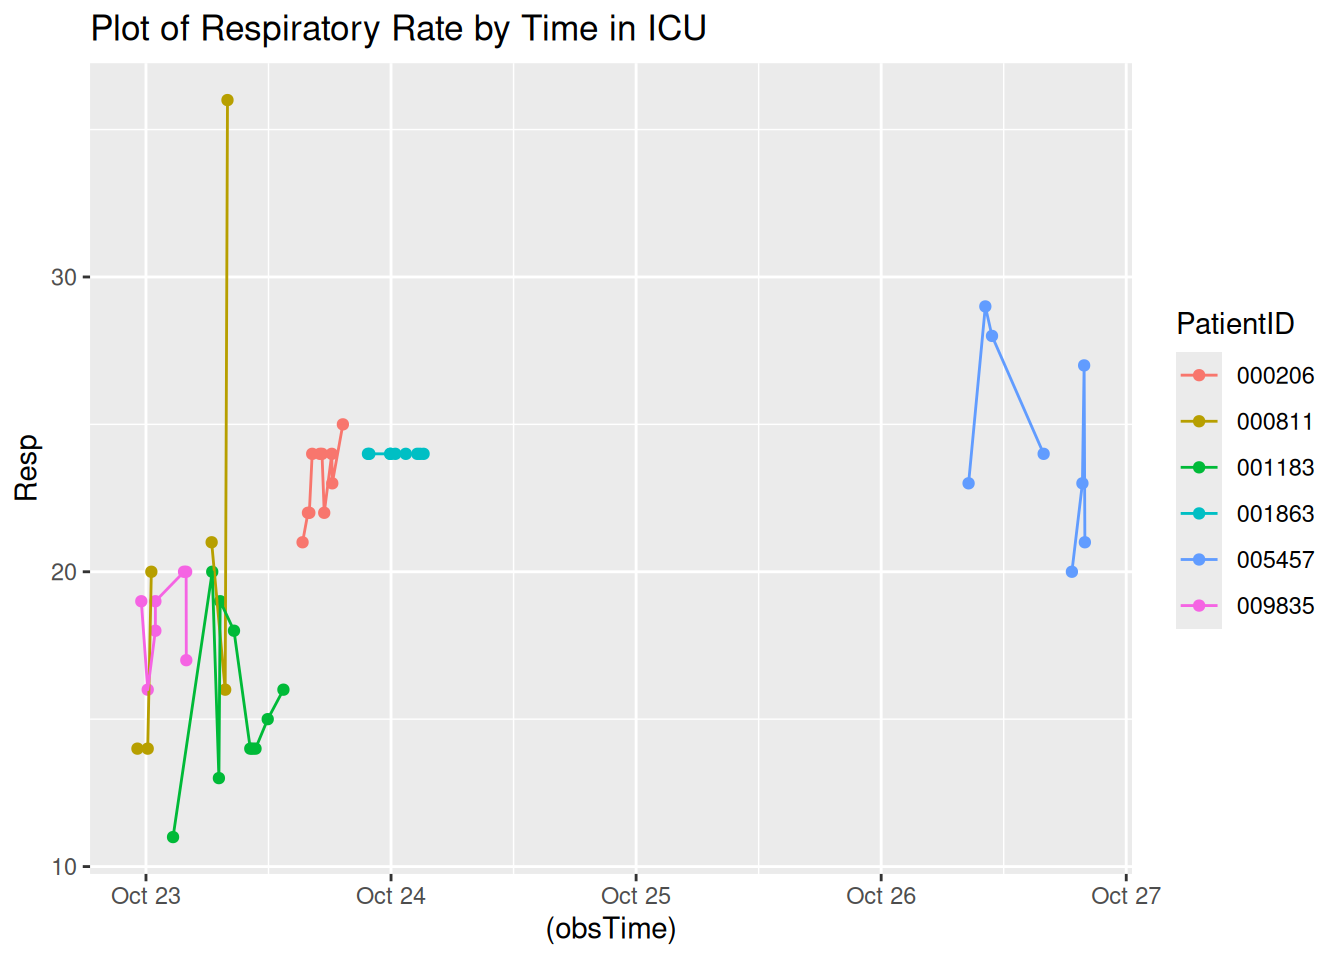 Plot of Respiratory Rate by Time in ICU
Resp
30
20
10
Oct 23
Oct 24
Oct 25
Oct 26
Oct 27
(obsTime)
PatientID
000206
000811
001183
001863
005457
009835